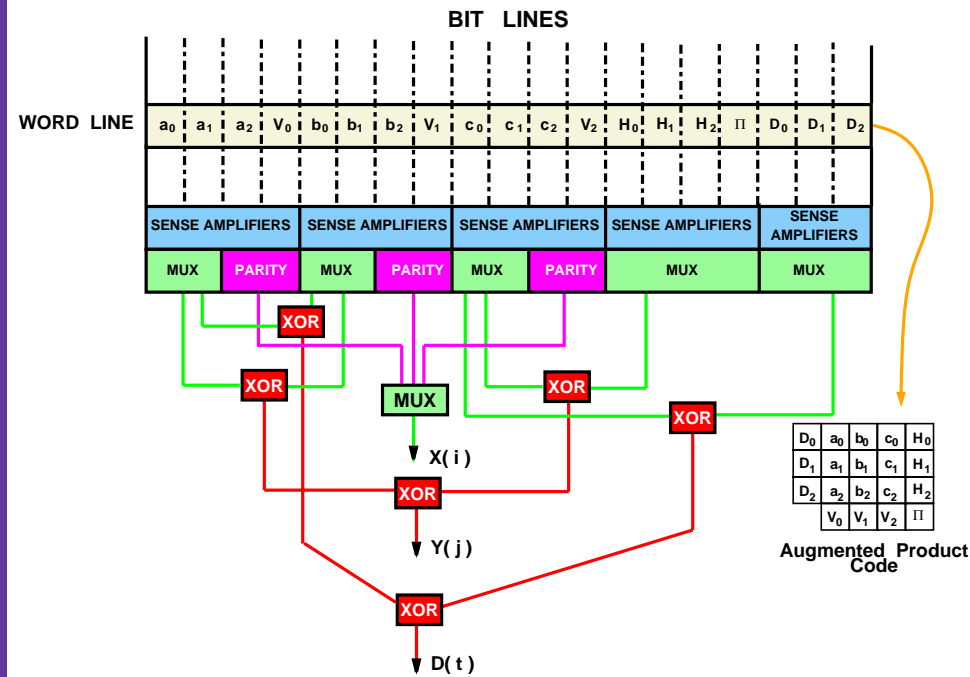 BIT LINES
WORD LINE a₀ a₁ a₂ V₀ b₀ b₁ b₂ V₁ c₀ c₁ c₂ V₂ H₀ H₁ H₂ Π D₀ D₁ D₂
SENSE AMPLIFIERS SENSE AMPLIFIERS SENSE AMPLIFIERS SENSE AMPLIFIERS SENSE
AMPLIFIERS
MUX PARITY MUX PARITY MUX PARITY MUX MUX
XOR
XOR XOR
MUX
XOR
X( i )
XOR
Y( j )
D₀ a₀ b₀ c₀ H₀
D₁ a₁ b₁ c₁ H₁
D₂ a₂ b₂ c₂ H₂
V₀ V₁ V₂ Π
Augmented Product
Code
XOR
D( t )